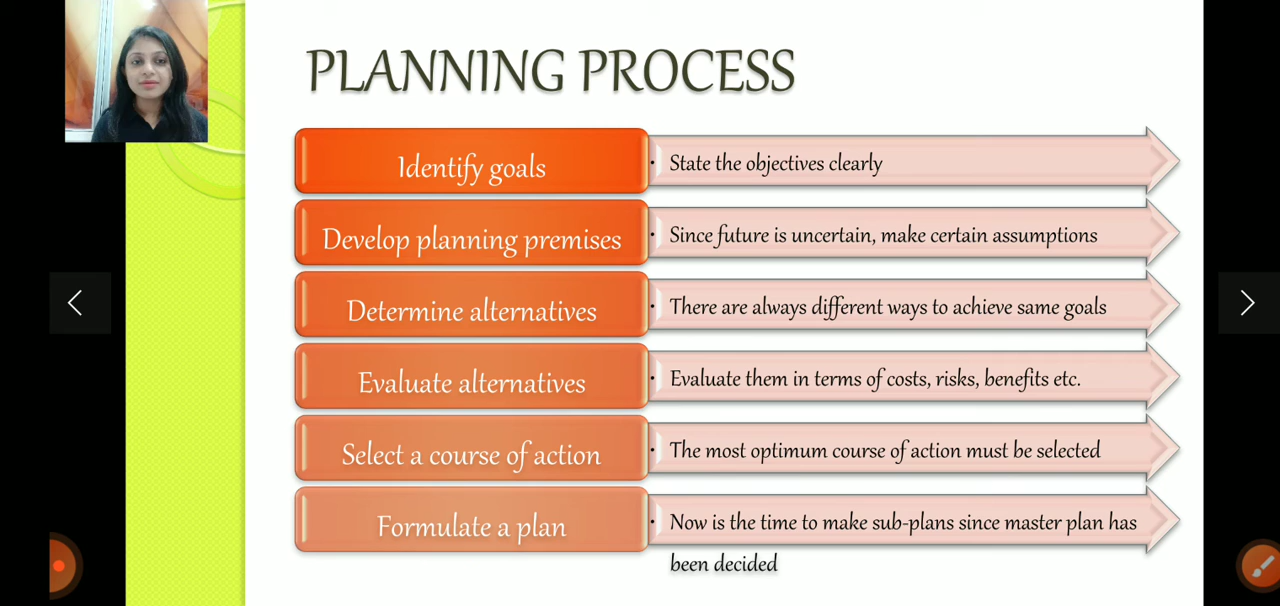 PLANNING PROCESS
Identify goals
• State the objectives clearly
Develop planning premises
• Since future is uncertain, make certain assumptions
Determine alternatives
• There are always different ways to achieve same goals
Evaluate alternatives
• Evaluate them in terms of costs, risks, benefits etc.
Select a course of action
• The most optimum course of action must be selected
Formulate a plan
• Now is the time to make sub-plans since master plan has
been decided